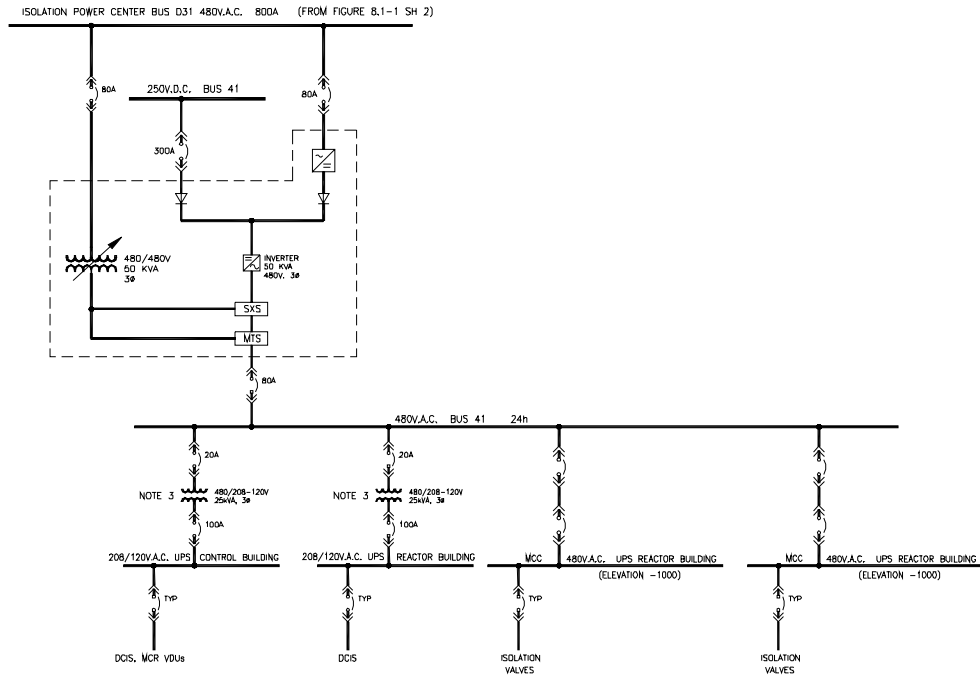 ISOLATION POWER CENTER BUS D31 480V.A.C. 800A (FROM FIGURE 8.1-1 SH 2)
80A
250V.D.C. BUS 41
80A
300A
480/480V
50 KVA
3ø
INVERTER
50 KVA
480V, 3ø
SXS
MTS
80A
480V.A.C. BUS 41 24h
20A
20A
NOTE 3
480/208-120V
25kVA, 3ø
NOTE 3
480/208-120V
25kVA, 3ø
100A
100A
208/120V.A.C. UPS CONTROL BUILDING
208/120V.A.C. UPS REACTOR BUILDING
MCC
480V.A.C. UPS REACTOR BUILDING
(ELEVATION -1000)
MCC
480V.A.C. UPS REACTOR BUILDING
(ELEVATION -1000)
TYP
TYP
TYP
TYP
DCIS, MCR VDUs
DCIS
ISOLATION
VALVES
ISOLATION
VALVES